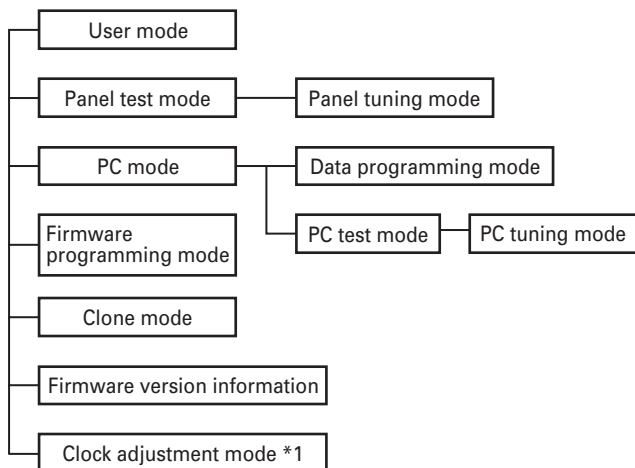 User mode
Panel test mode
Panel tuning mode
PC mode
Data programming mode
PC test mode
PC tuning mode
Firmware
programming mode
Clone mode
Firmware version information
Clock adjustment mode *1